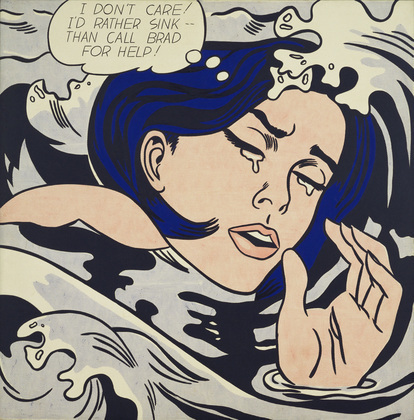 I DON'T CARE!
I'D RATHER SINK --
THAN CALL BRAD
FOR HELP!